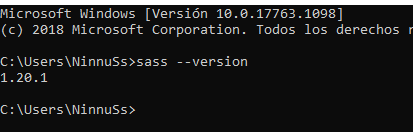 Microsoft Windows [Versión 10.0.17763.1098]
(c) 2018 Microsoft Corporation. Todos los derechos
C:\Users\NinnuSs>sass --version
1.20.1
C:\Users\NinnuSs>